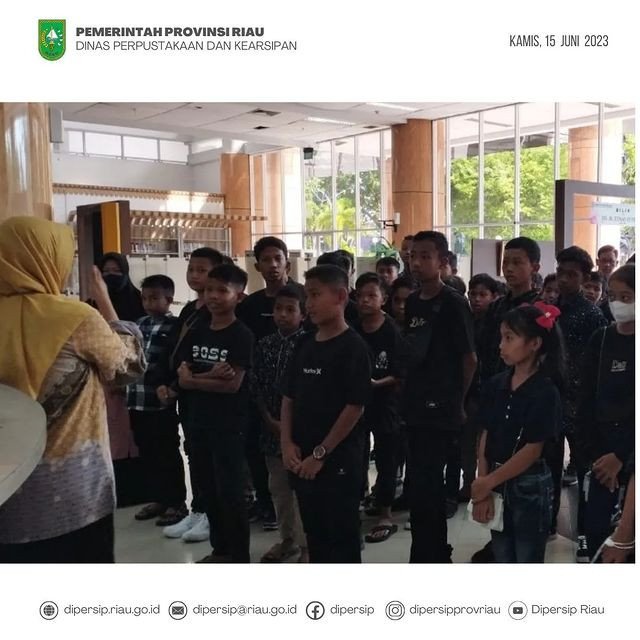 PEMERINTAH PROVINSI RIAU
DINAS PERPUSTAKAAN DAN KEARSIPAN
KAMIS, 15 JUNI 2023
BOSS
Hurley
dipersip.riau.go.id
dipersip@riau.go.id
dipersip
dipersipprovriau
Dipersip Riau